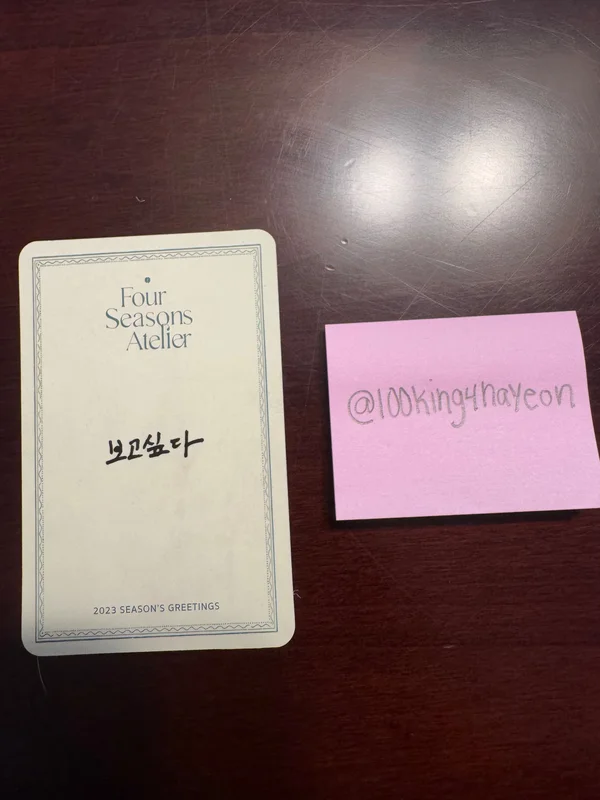 Four
Seasons
Atelier
보고싶다
2023 SEASON'S GREETINGS
@100king4nayeon